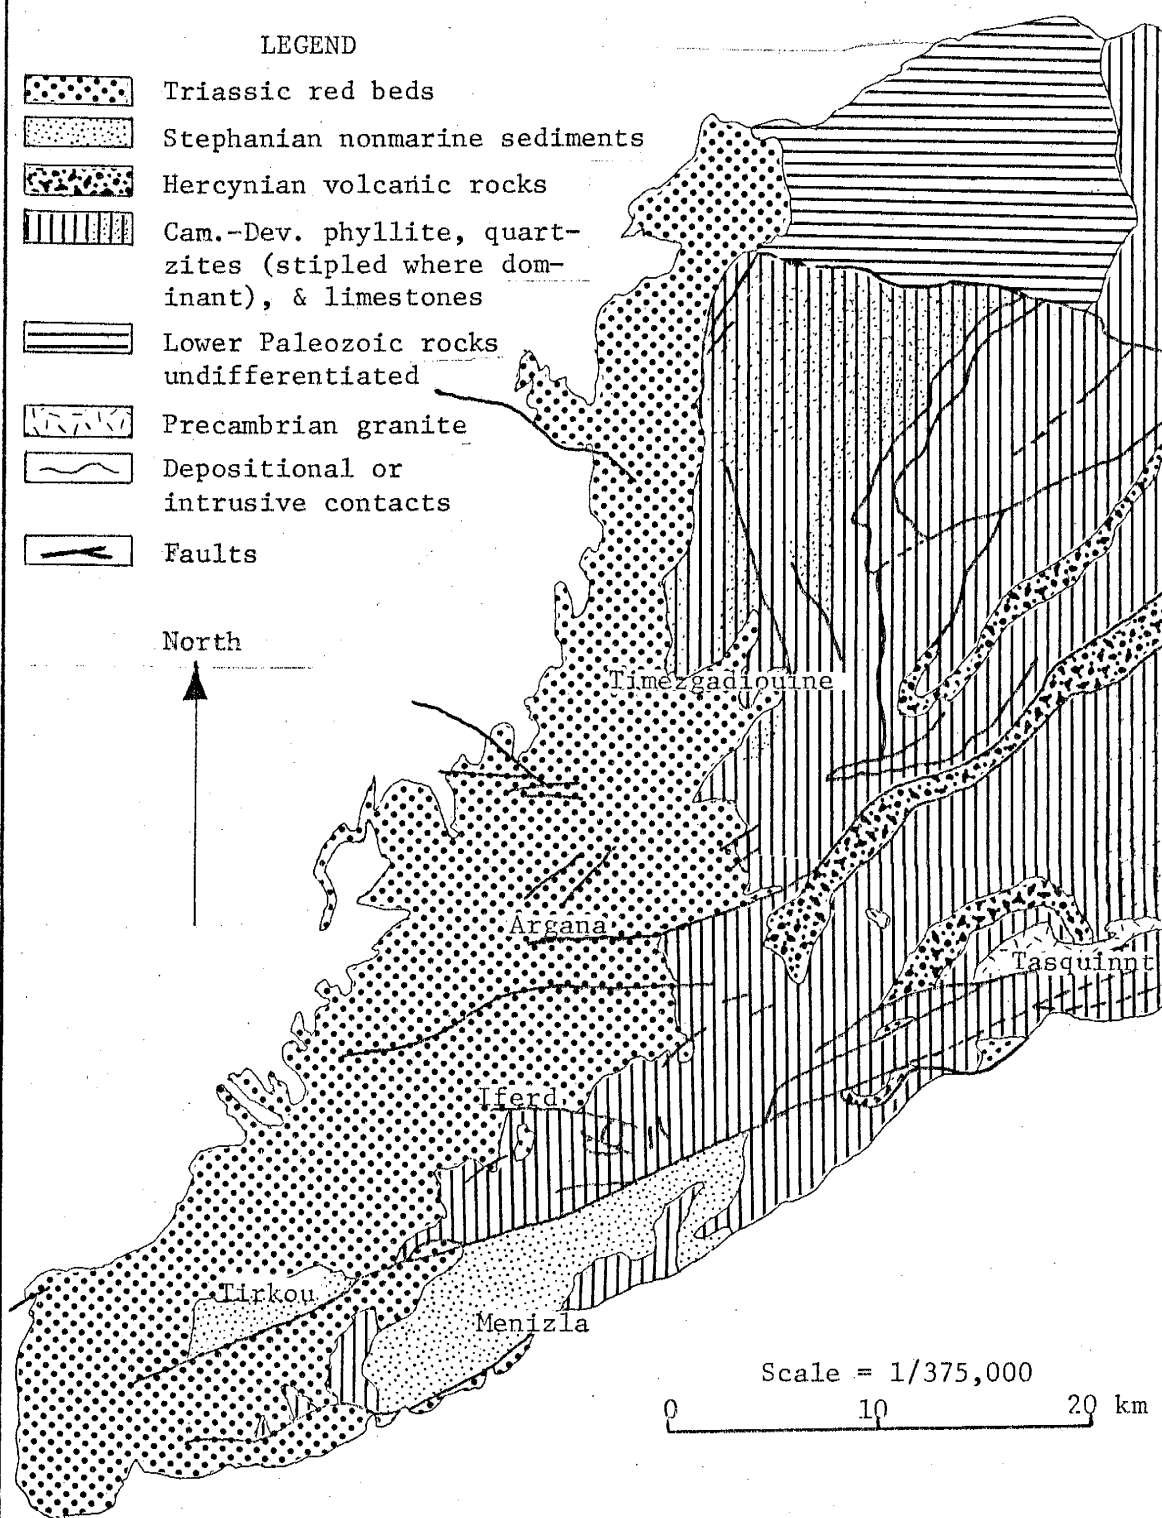 LEGEND
Triassic red beds
Stephanian nonmarine sediments
Hercynian volcanic rocks
Cam.-Dev. phyllite, quart-
zites (stipled where dom-
inant), & limestones
Lower Paleozoic rocks
undifferentiated
Precambrian granite
Depositional or
intrusive contacts
Faults
North
Timezgadiouine
Argana
Tasquinnt
Iferd
Tirkou
Menizla
Scale = 1/375,000
0 10 20 km